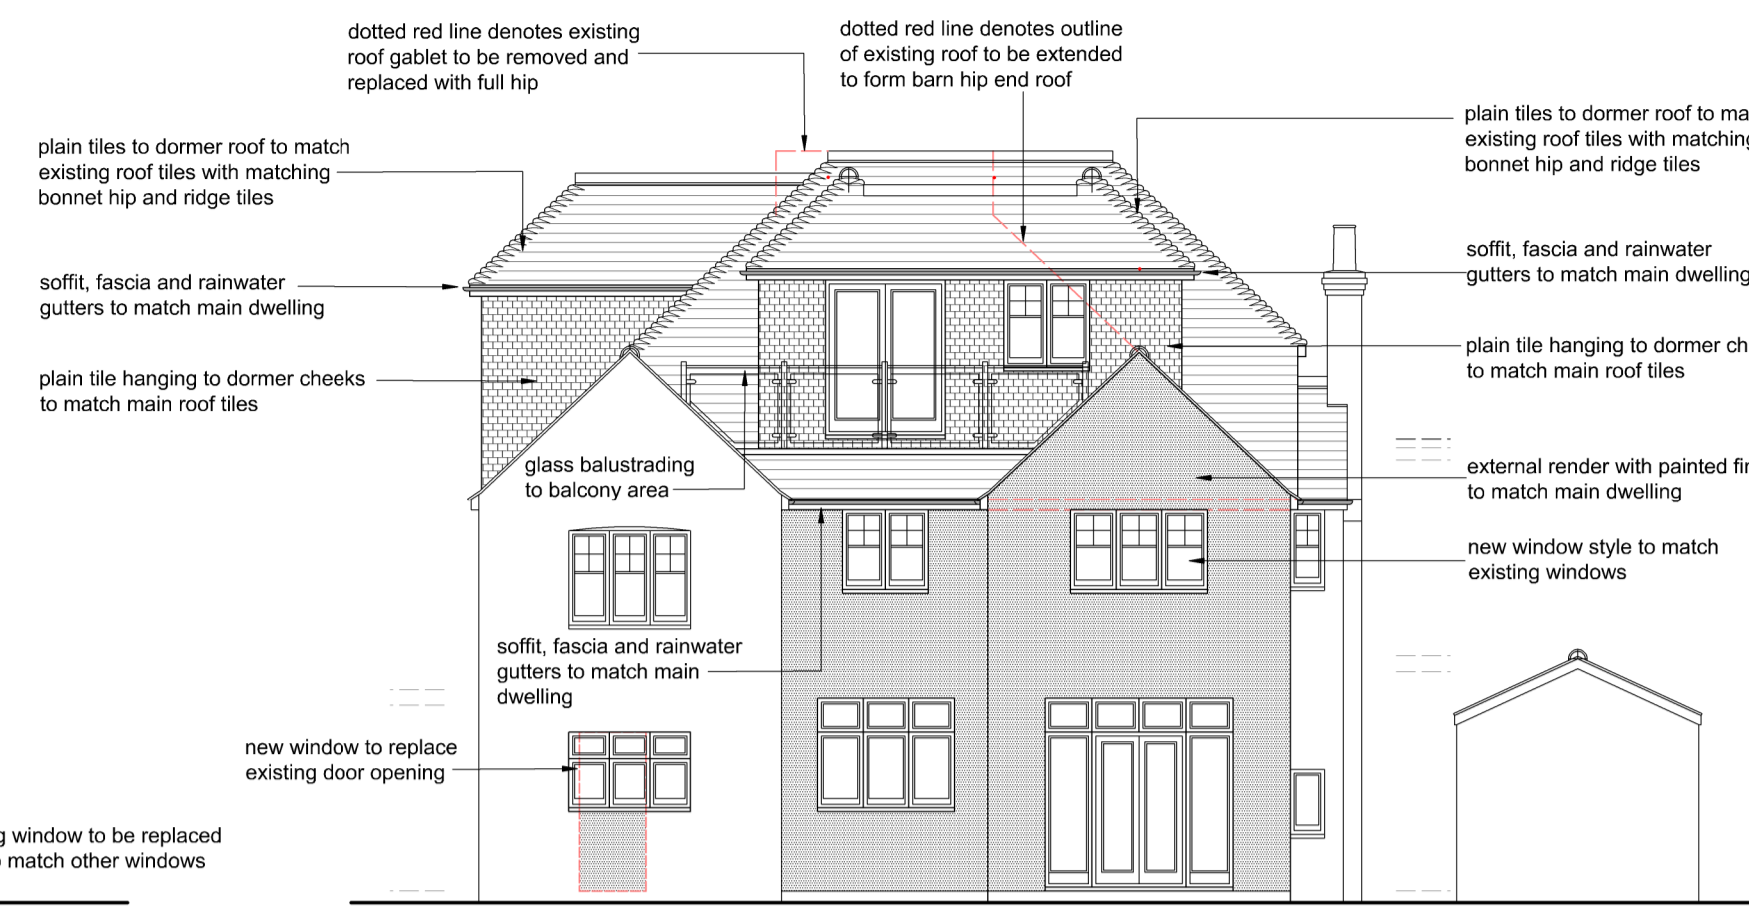 dotted red line denotes existing
roof gablet to be removed and
replaced with full hip
dotted red line denotes outline
of existing roof to be extended
to form barn hip end roof
plain tiles to dormer roof to match
existing roof tiles with matching
bonnet hip and ridge tiles
plain tiles to dormer roof to ma
existing roof tiles with matching
bonnet hip and ridge tiles
soffit, fascia and rainwater
gutters to match main dwelling
soffit, fascia and rainwater
gutters to match main dwelling
plain tile hanging to dormer cheeks
to match main roof tiles
plain tile hanging to dormer ch
to match main roof tiles
glass balustrading
to balcony area
external render with painted fin
to match main dwelling
new window style to match
existing windows
soffit, fascia and rainwater
gutters to match main
dwelling
new window to replace
existing door opening
g window to be replaced
match other windows